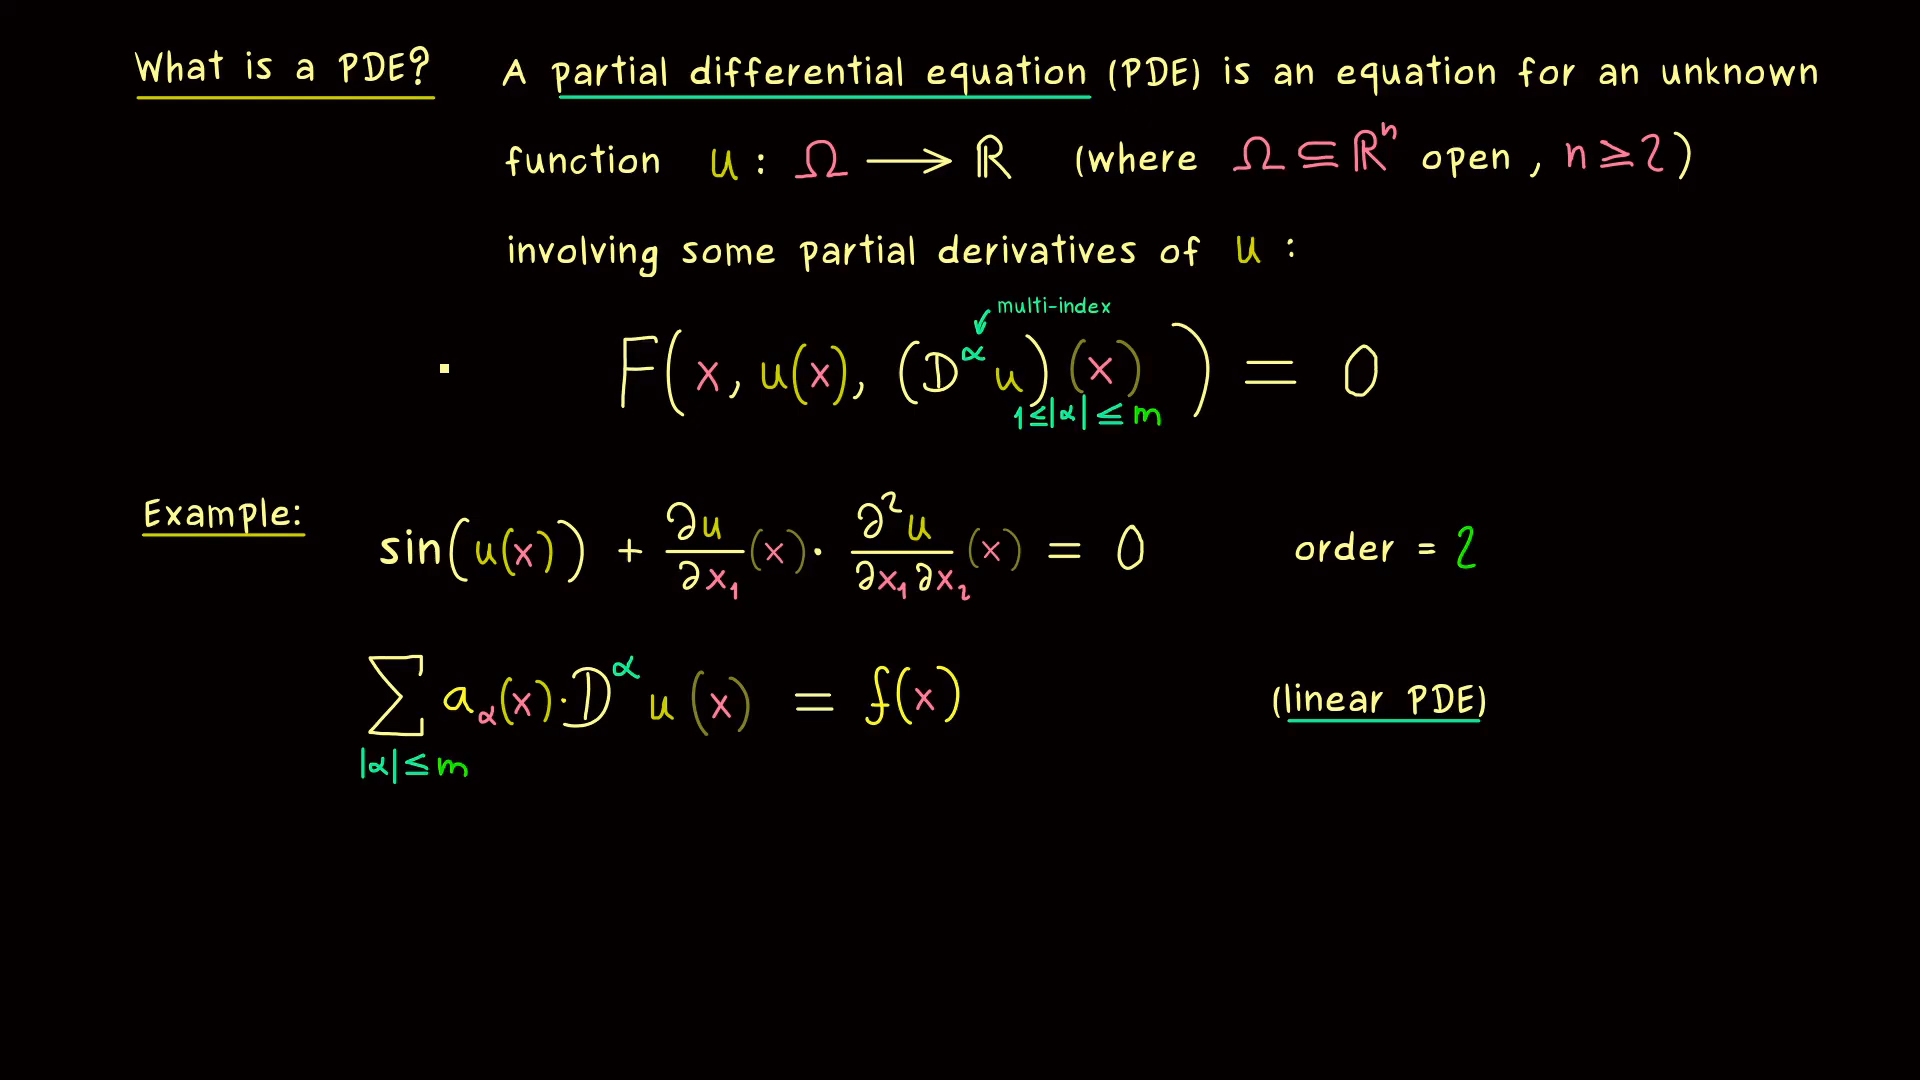 What is a PDE? A partial differential equation (PDE) is an equation for an unknown
function u : Ω ⟶ ℝ (where Ω ⊆ ℝⁿ open , n ≥ 2)
involving some partial derivatives of u :
multi-index
F( x, u(x), (D^α u)(x)_{1≤|α|≤m} ) = 0
Example: sin(u(x)) + ∂u/∂x₁ (x) · ∂²u/∂x₁∂x₂ (x) = 0 order = 2
∑_{|α|≤m} a_α(x) · D^α u(x) = f(x) (linear PDE)